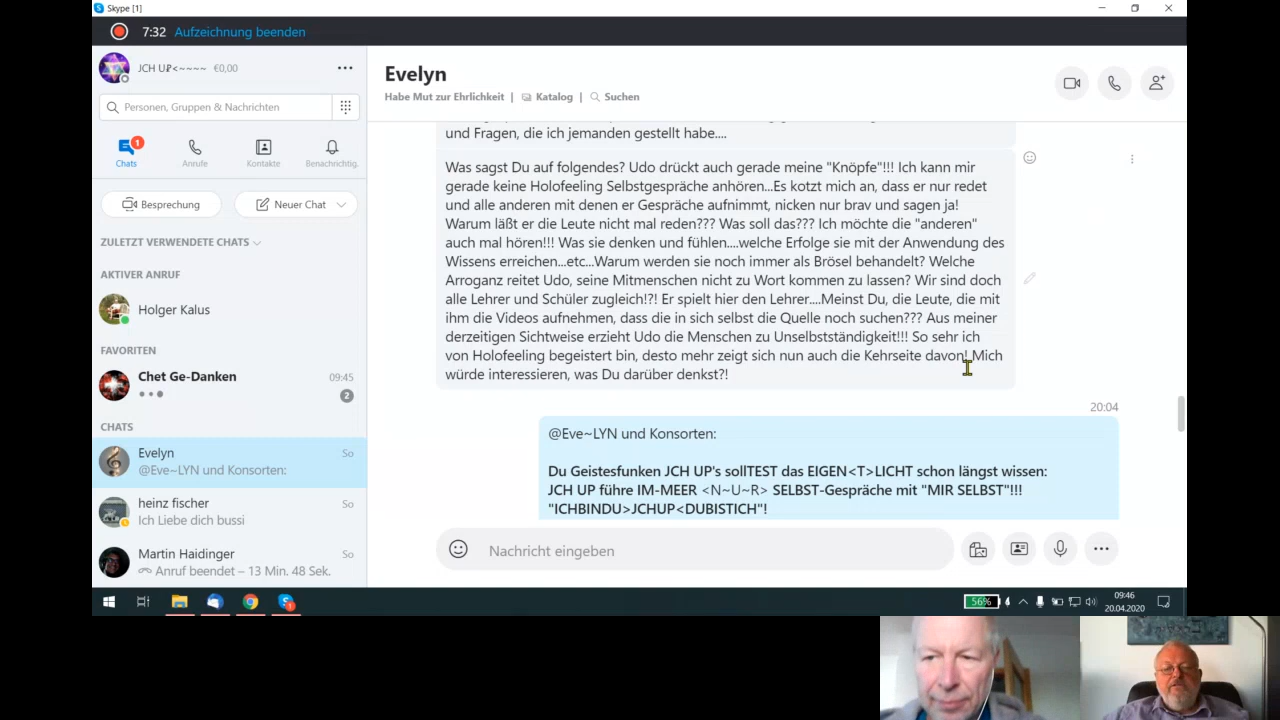 Skype [1]
7:32 Aufzeichnung beenden
€0,00
Personen, Gruppen & Nachrichten
1
Chats Anrufe Kontakte Benachrichtig.
Besprechung Neuer Chat
ZULETZT VERWENDETE CHATS
AKTIVER ANRUF
Holger Kalus
FAVORITEN
Chet Ge-Danken 09:45
2
CHATS
Evelyn So
@Eve~LYN und Konsorten:
heinz fischer So
Ich Liebe dich bussi
Martin Haidinger So
Anruf beendet – 13 Min. 48 Sek.
Evelyn
Habe Mut zur Ehrlichkeit | Katalog | Suchen
und Fragen, die ich jemanden gestellt habe....
Was sagst Du auf folgendes? Udo drückt auch gerade meine "Knöpfe"!!! Ich kann mir
gerade keine Holofeeling Selbstgespräche anhören...Es kotzt mich an, dass er nur redet
und alle anderen mit denen er Gespräche aufnimmt, nicken nur brav und sagen ja!
Warum läßt er die Leute nicht mal reden??? Was soll das??? Ich möchte die "anderen"
auch mal hören!!! Was sie denken und fühlen....welche Erfolge sie mit der Anwendung des
Wissens erreichen...etc...Warum werden sie noch immer als Brösel behandelt? Welche
Arroganz reitet Udo, seine Mitmenschen nicht zu Wort kommen zu lassen? Wir sind doch
alle Lehrer und Schüler zugleich!?! Er spielt hier den Lehrer....Meinst Du, die Leute, die mit
ihm die Videos aufnehmen, dass die in sich selbst die Quelle noch suchen??? Aus meiner
derzeitigen Sichtweise erzieht Udo die Menschen zu Unselbstständigkeit!!! So sehr ich
von Holofeeling begeistert bin, desto mehr zeigt sich nun auch die Kehrseite davon! Mich
würde interessieren, was Du darüber denkst?!
20:04
@Eve~LYN und Konsorten:
Du Geistesfunken JCH UP's sollTEST das EIGEN<T>LICHT schon längst wissen:
JCH UP führe IM-MEER <N~U~R> SELBST-Gespräche mit "MIR SELBST"!!!
"ICHBINDU>JCHUP<DUBISTICH"!
Nachricht eingeben
56%
09:46
20.04.2020